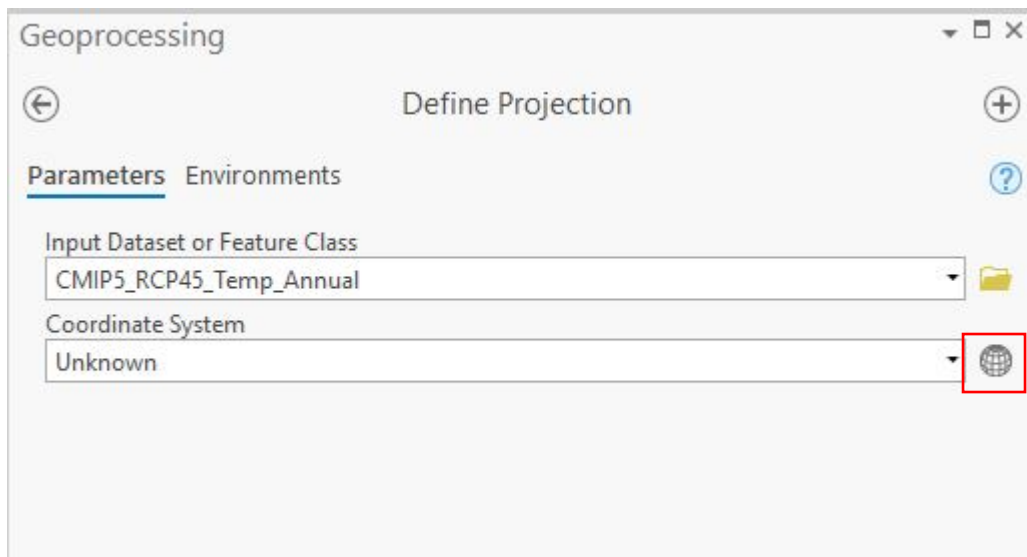 Geoprocessing
Define Projection
Parameters Environments
Input Dataset or Feature Class
CMIP5_RCP45_Temp_Annual
Coordinate System
Unknown